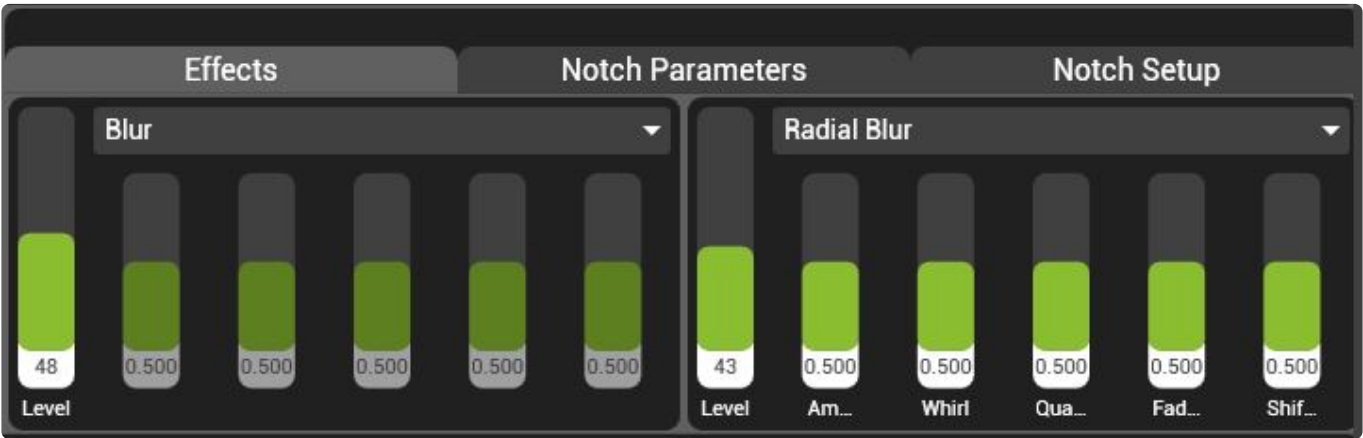 Effects Notch Parameters Notch Setup
Blur
48 0.500 0.500 0.500 0.500 0.500
Level
Radial Blur
43 0.500 0.500 0.500 0.500 0.500
Level Am... Whirl Qua... Fad... Shif...